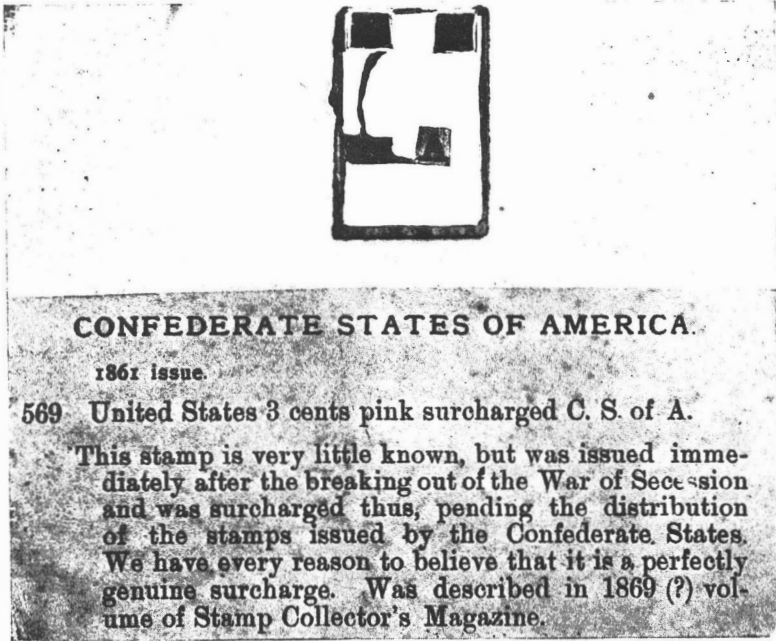 CONFEDERATE STATES OF AMERICA.
1861 issue.
569 United States 3 cents pink surcharged C. S. of A.
This stamp is very little known, but was issued imme-
diately after the breaking out of the War of Secession
and was surcharged thus, pending the distribution
of the stamps issued by the Confederate. States.
We have every reason to believe that it is a perfectly
genuine surcharge. Was described in 1869 (?) vol-
ume of Stamp Collector's Magazine.